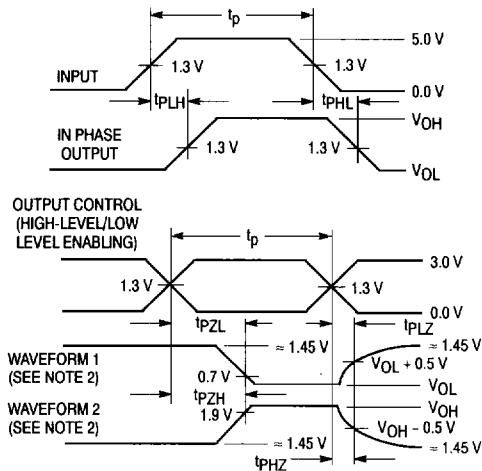 tp
5.0 V
INPUT
1.3 V
1.3 V
0.0 V
tPLH
tPHL
VOH
IN PHASE
OUTPUT
1.3 V
1.3 V
VOL
OUTPUT CONTROL
(HIGH-LEVEL/LOW
LEVEL ENABLING)
tp
3.0 V
1.3 V
1.3 V
0.0 V
tPZL
tPLZ
≈ 1.45 V
≈ 1.45 V
WAVEFORM 1
(SEE NOTE 2)
VOL + 0.5 V
0.7 V
VOL
tPZH
VOH
WAVEFORM 2
(SEE NOTE 2)
1.9 V
VOH – 0.5 V
≈ 1.45 V
≈ 1.45 V
tPHZ